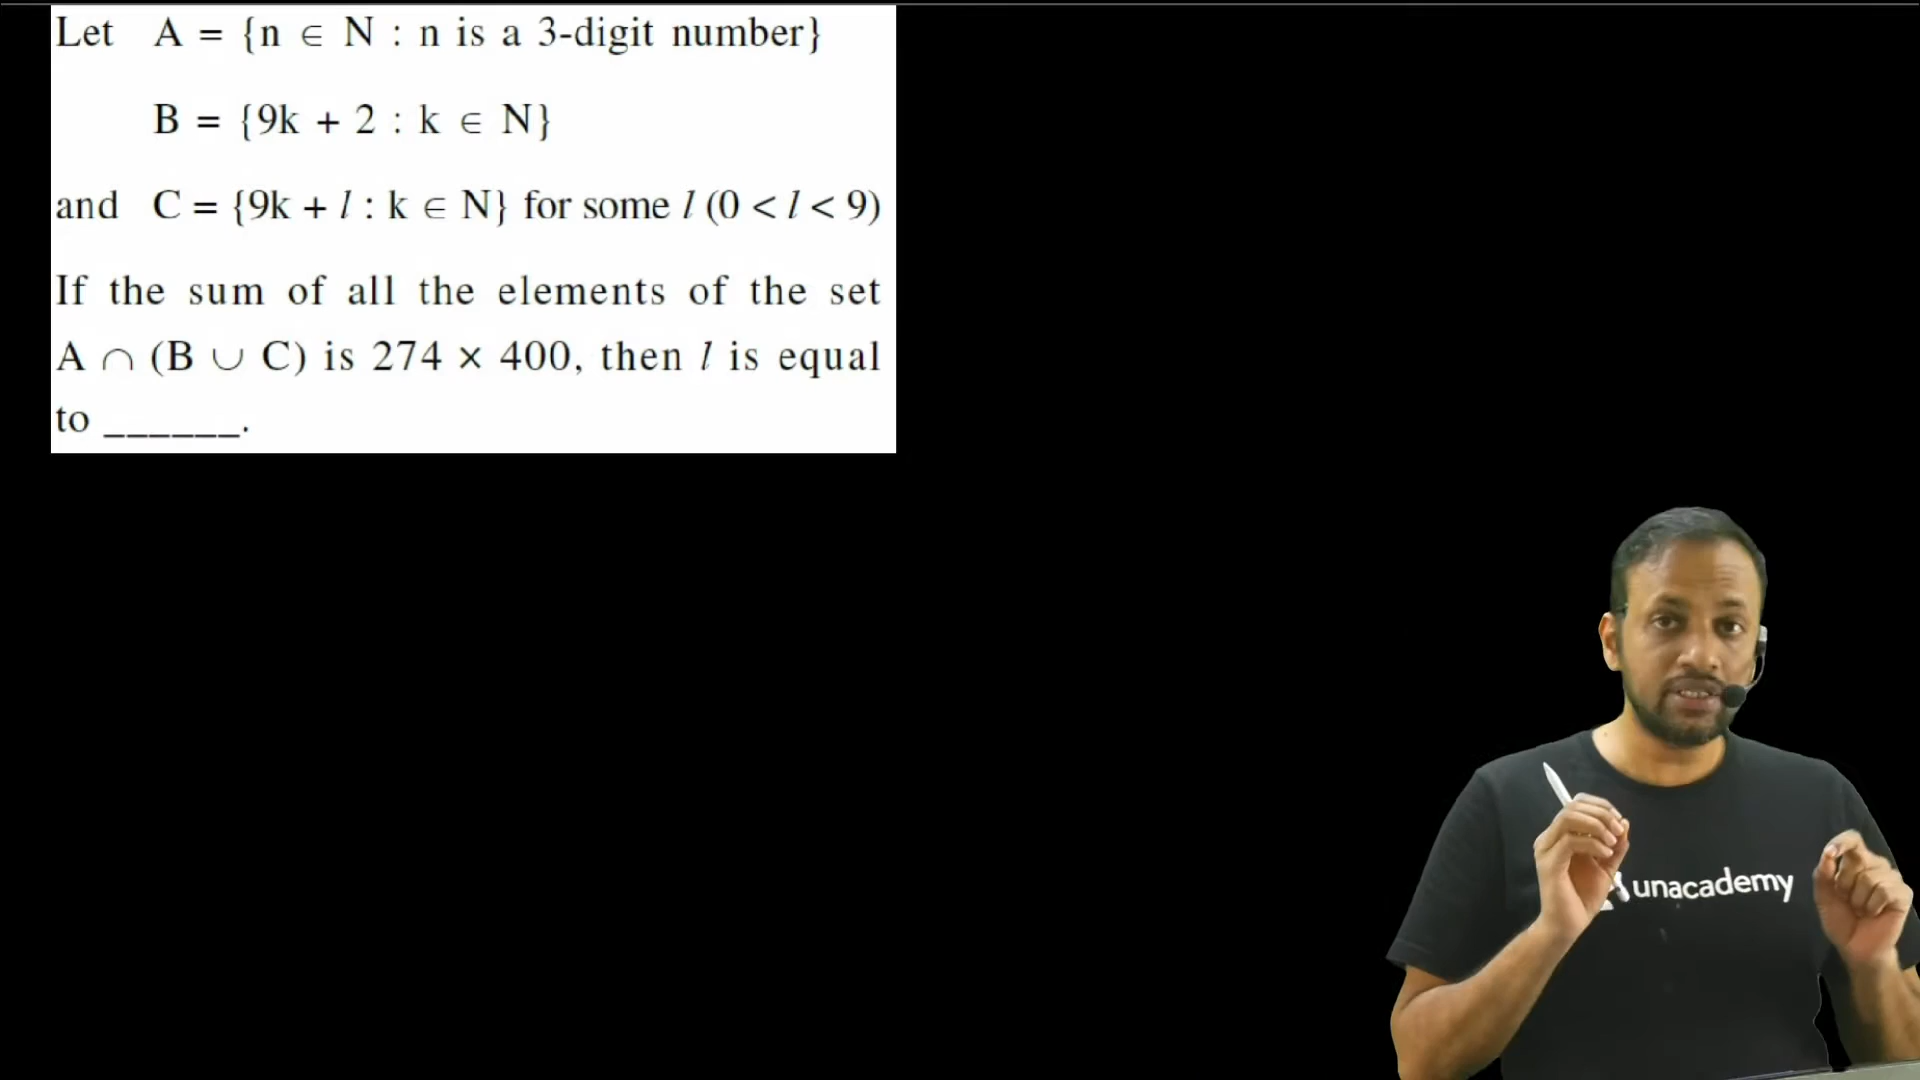 Let A = {n ∈ N : n is a 3-digit number}
B = {9k + 2 : k ∈ N}
and C = {9k + l : k ∈ N} for some l (0 < l < 9)
If the sum of all the elements of the set
A ∩ (B ∪ C) is 274 × 400, then l is equal
to ______.
unacademy